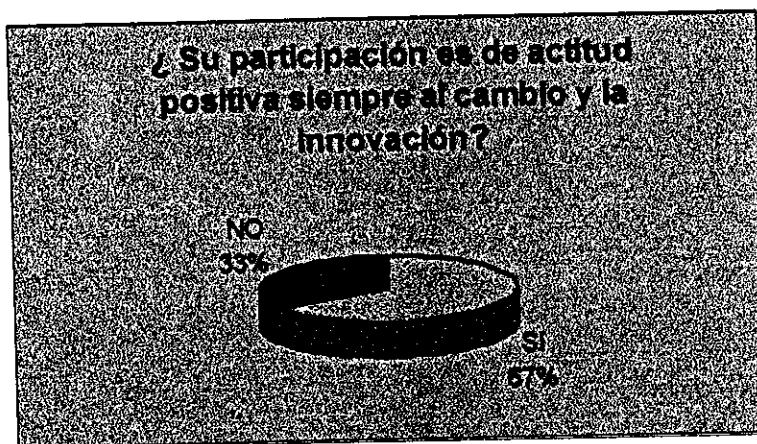 ¿ Su participación es de actitud
positiva siempre al cambio y la
innovación?
NO
33%
SI
67%